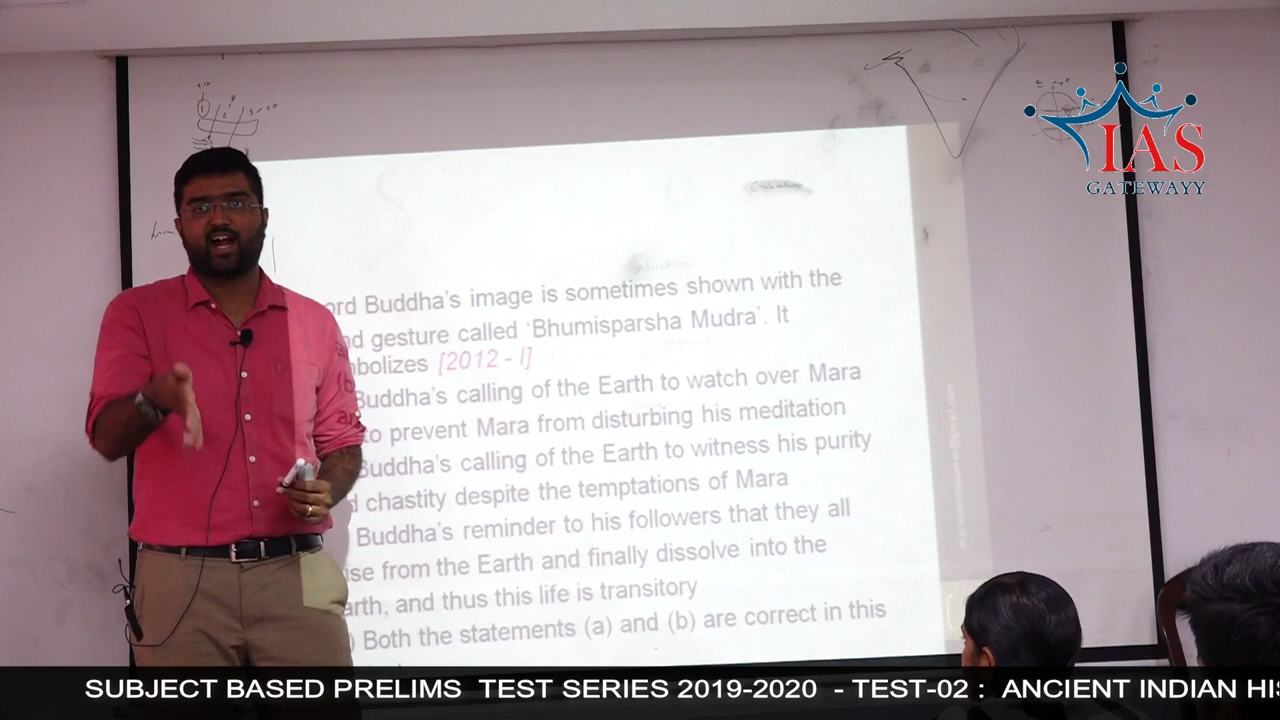 IAS
GATEWAYY
ord Buddha's image is sometimes shown with the
nd gesture called 'Bhumisparsha Mudra'. It
mbolizes [2012 - I]
Buddha's calling of the Earth to watch over Mara
to prevent Mara from disturbing his meditation
Buddha's calling of the Earth to witness his purity
d chastity despite the temptations of Mara
Buddha's reminder to his followers that they all
ise from the Earth and finally dissolve into the
arth, and thus this life is transitory
) Both the statements (a) and (b) are correct in this
SUBJECT BASED PRELIMS TEST SERIES 2019-2020 - TEST-02 : ANCIENT INDIAN HIS